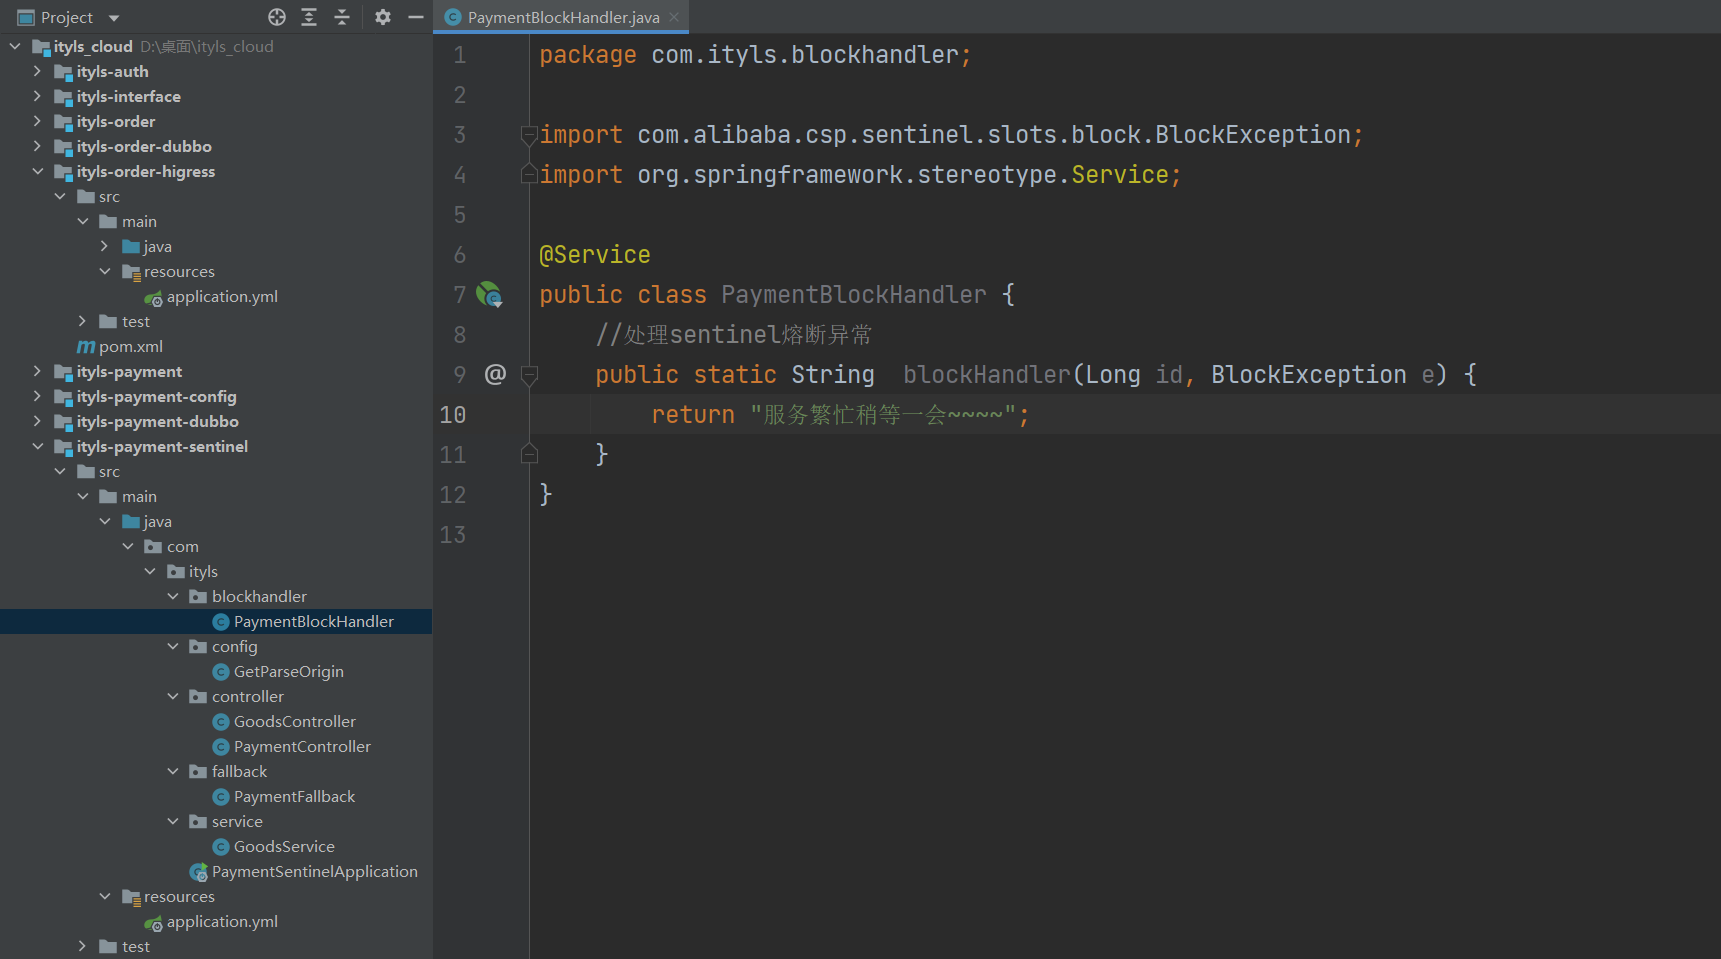 Project
ityls_cloud D:\桌面\ityls_cloud
ityls-auth
ityls-interface
ityls-order
ityls-order-dubbo
ityls-order-higress
src
main
java
resources
application.yml
test
pom.xml
ityls-payment
ityls-payment-config
ityls-payment-dubbo
ityls-payment-sentinel
src
main
java
com
ityls
blockhandler
PaymentBlockHandler
config
GetParseOrigin
controller
GoodsController
PaymentController
fallback
PaymentFallback
service
GoodsService
PaymentSentinelApplication
resources
application.yml
test
PaymentBlockHandler.java
1 package com.ityls.blockhandler;
2
3 import com.alibaba.csp.sentinel.slots.block.BlockException;
4 import org.springframework.stereotype.Service;
5
6 @Service
7 public class PaymentBlockHandler {
8 //处理sentinel熔断异常
9 @ public static String  blockHandler(Long id, BlockException e) {
10 return "服务繁忙稍等一会~~~~";
11 }
12 }
13